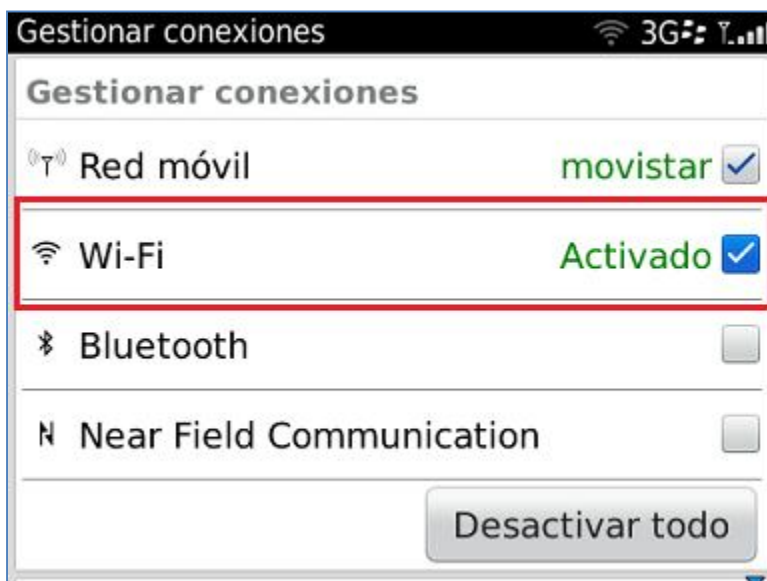 Gestionar conexiones 3G
Gestionar conexiones
Red móvil movistar
Wi-Fi Activado
Bluetooth
Near Field Communication
Desactivar todo